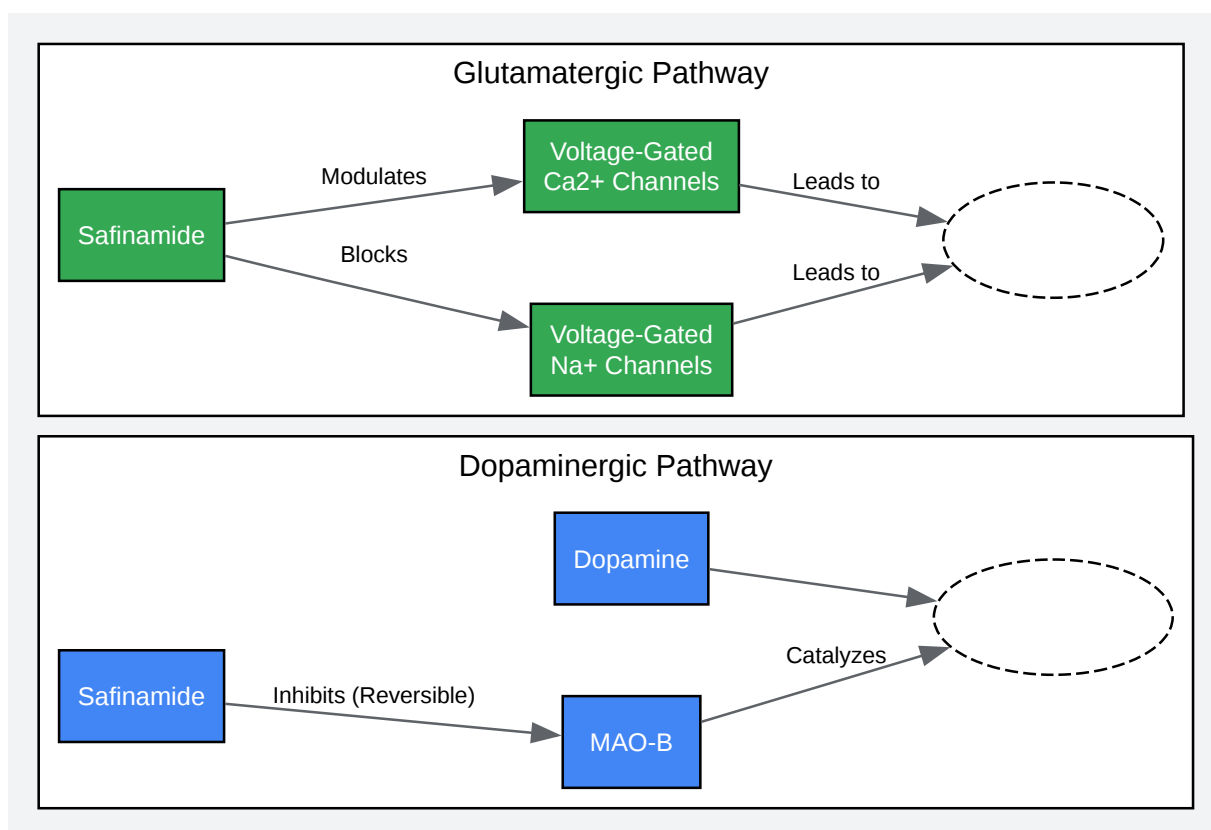 Glutamatergic Pathway
Voltage-Gated
Ca2+ Channels
Modulates
Leads to
Safinamide
Blocks
Leads to
Voltage-Gated
Na+ Channels
Dopaminergic Pathway
Dopamine
Catalyzes
Safinamide
Inhibits (Reversible)
MAO-B